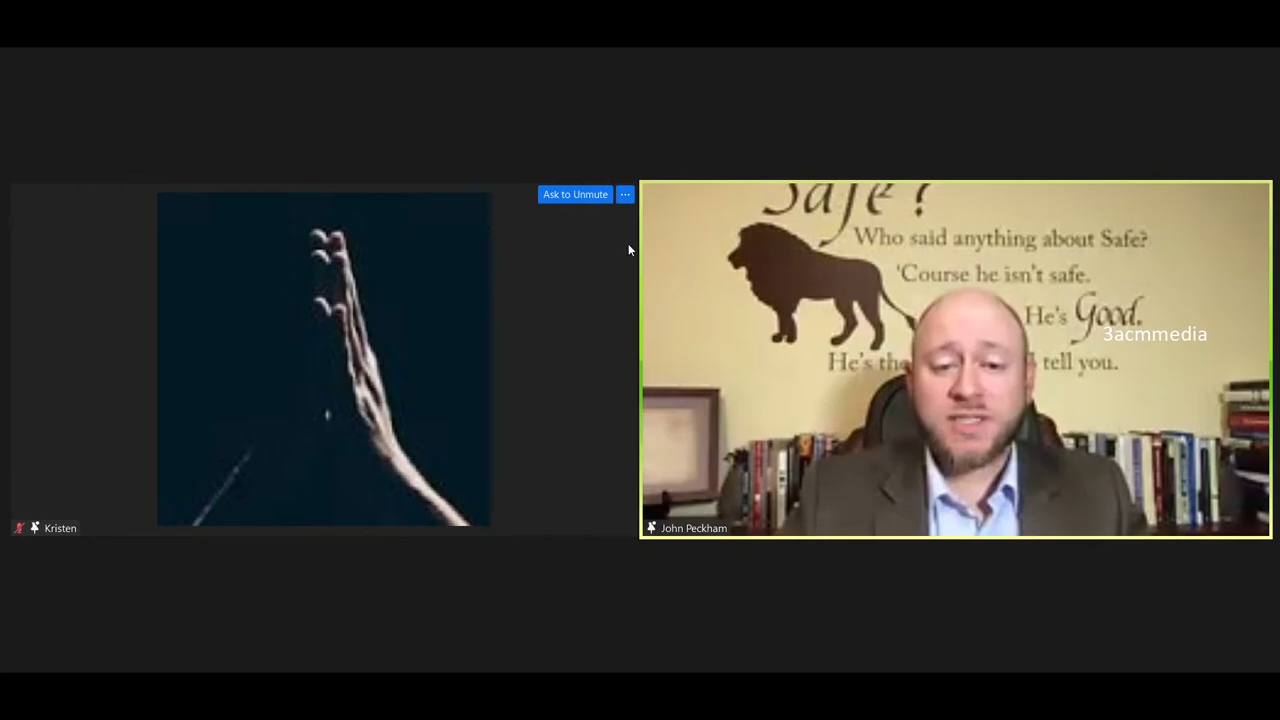 Ask to Unmute
Kristen
Safe?
Who said anything about Safe?
'Course he isn't safe.
He's Good.
3acmmedia
He's the tell you.
John Peckham